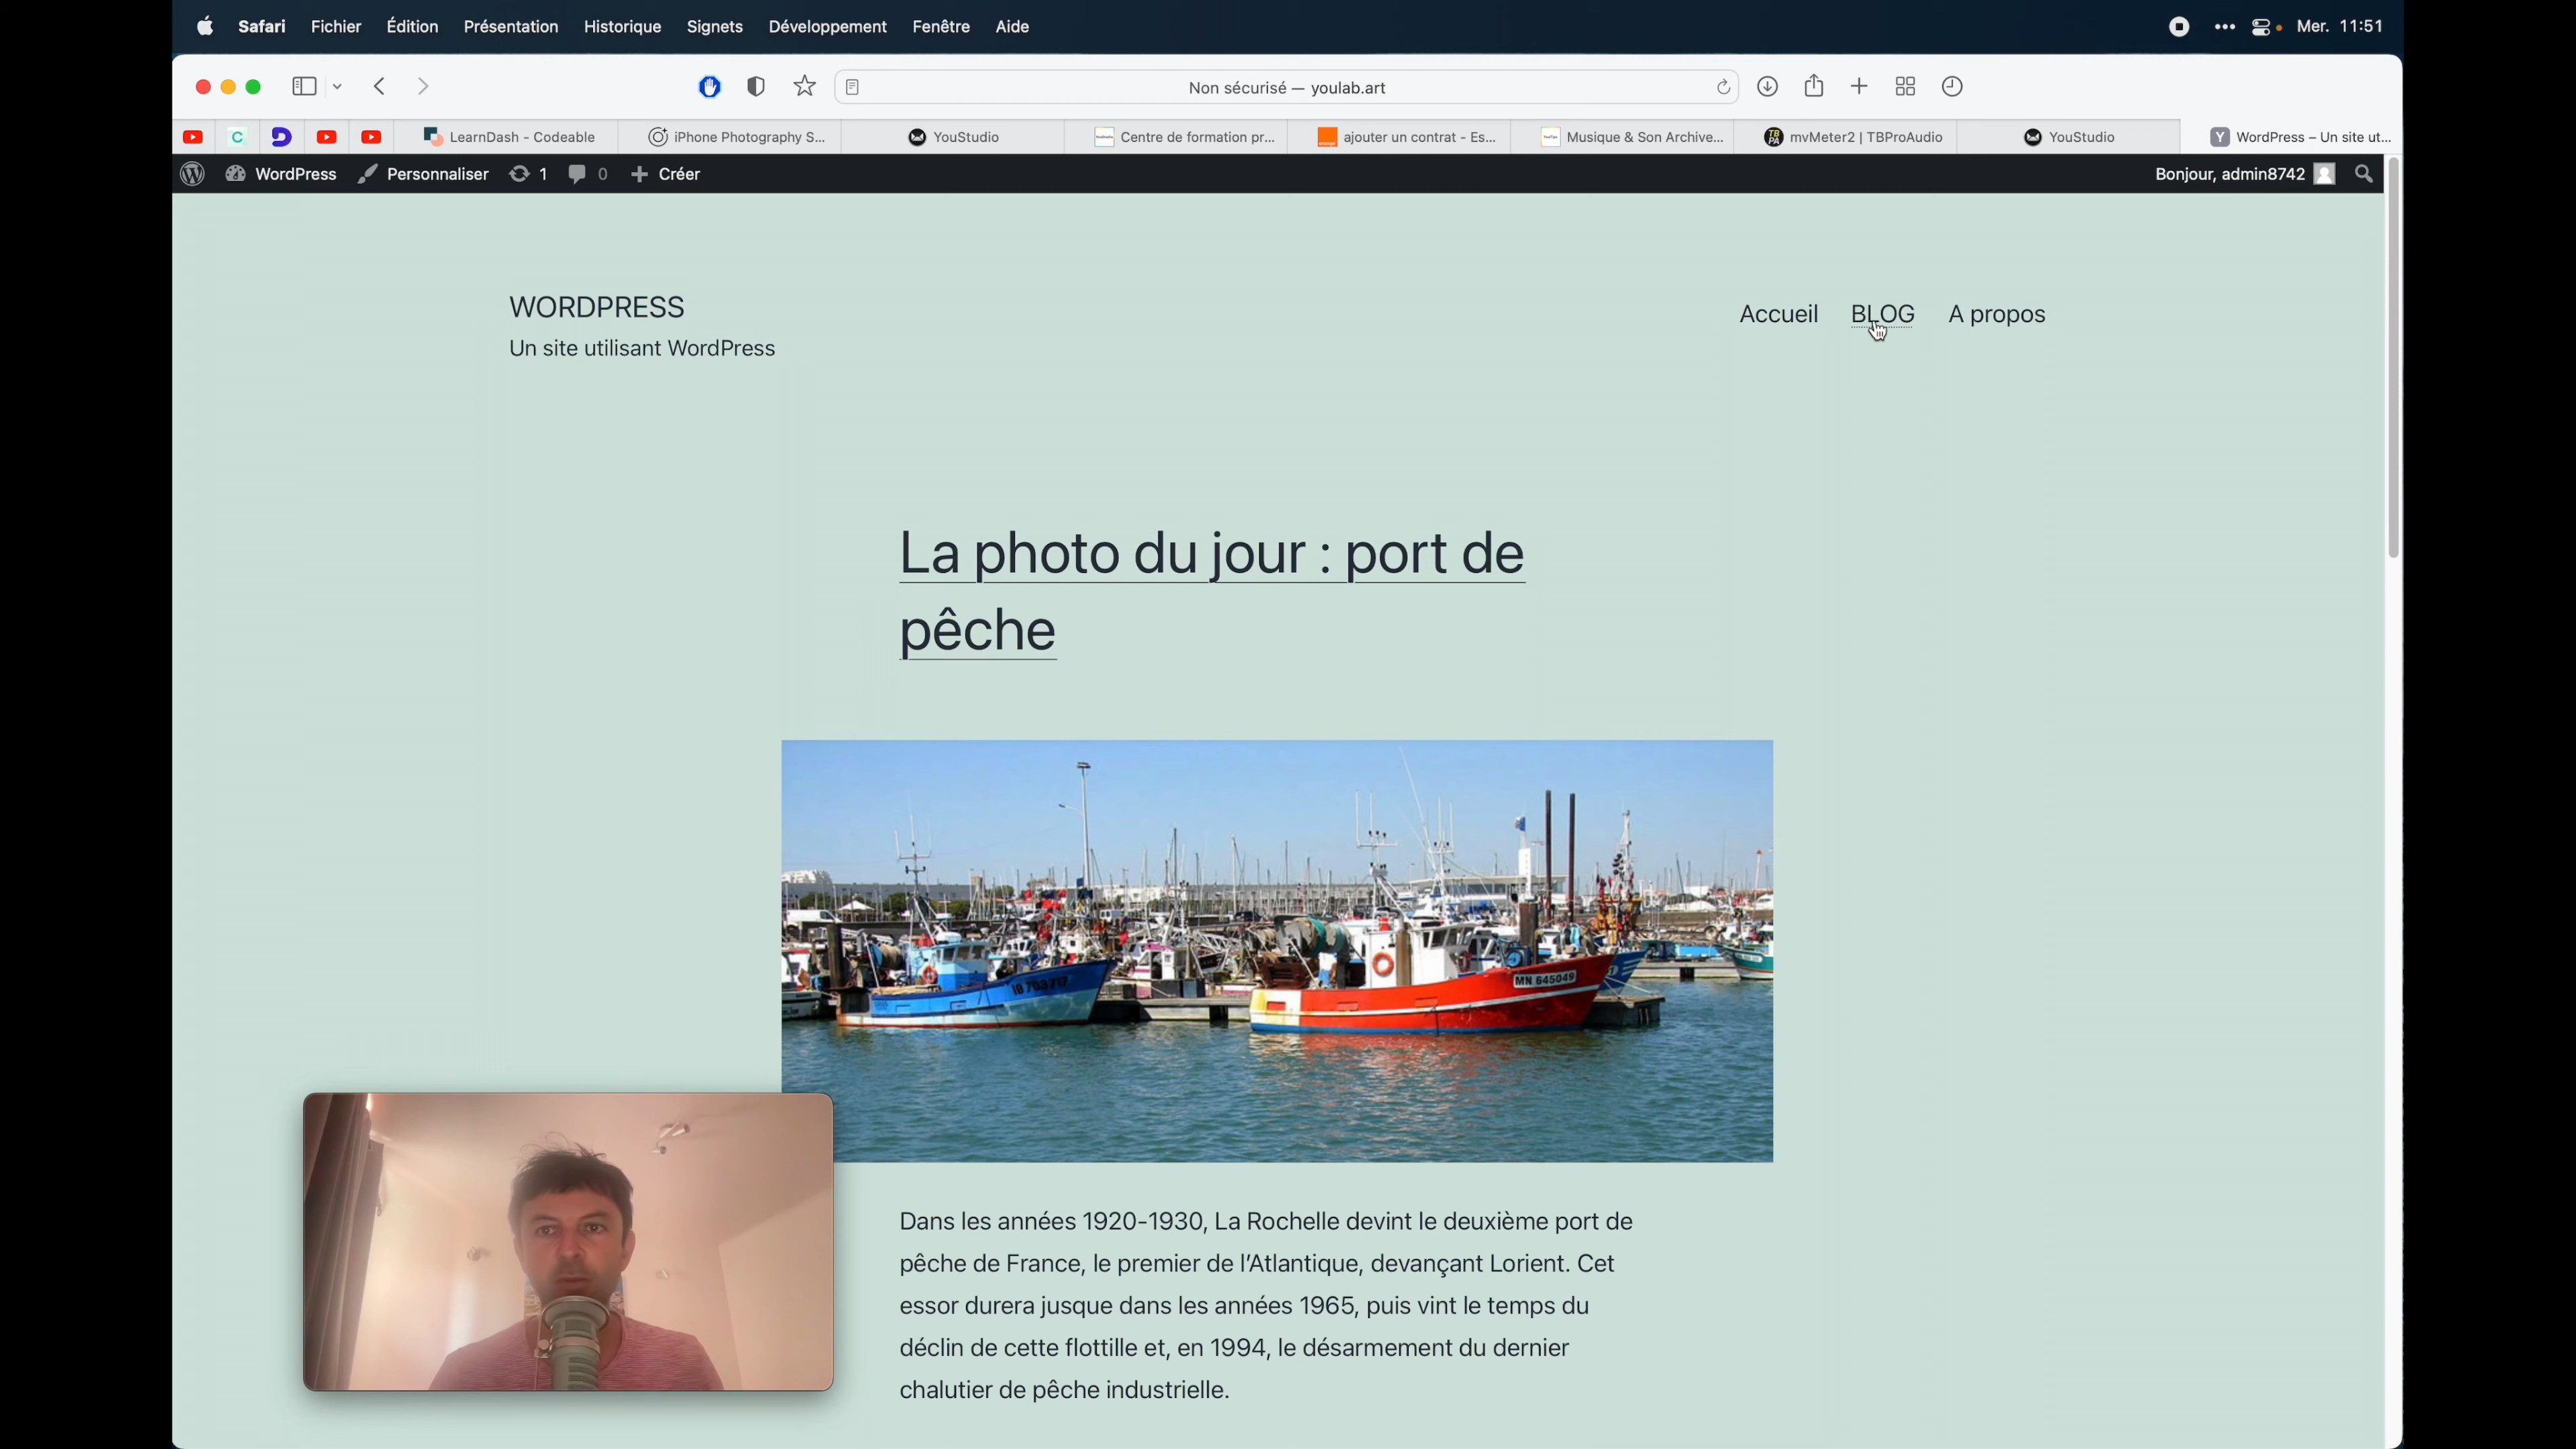 Safari Fichier Édition Présentation Historique Signets Développement Fenêtre Aide Mer. 11:51
Non sécurisé — youlab.art
LearnDash - Codeable iPhone Photography S... YouStudio Centre de formation pr... ajouter un contrat - Es... Musique & Son Archive... mvMeter2 | TBProAudio YouStudio WordPress – Un site ut...
WordPress Personnaliser 1 0 Créer Bonjour, admin8742
WORDPRESS
Un site utilisant WordPress
Accueil BLOG A propos
La photo du jour : port de
pêche
MN 645049
Dans les années 1920-1930, La Rochelle devint le deuxième port de
pêche de France, le premier de l'Atlantique, devançant Lorient. Cet
essor durera jusque dans les années 1965, puis vint le temps du
déclin de cette flottille et, en 1994, le désarmement du dernier
chalutier de pêche industrielle.